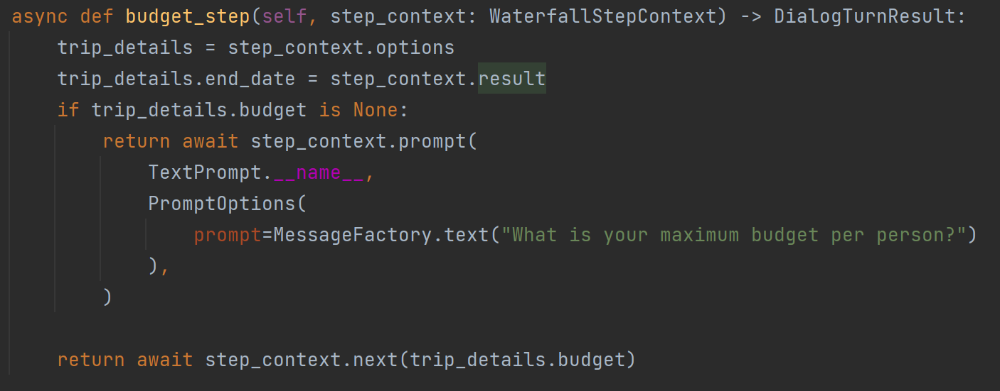 async def budget_step(self, step_context: WaterfallStepContext) -> DialogTurnResult:
    trip_details = step_context.options
    trip_details.end_date = step_context.result
    if trip_details.budget is None:
        return await step_context.prompt(
            TextPrompt.__name__,
            PromptOptions(
                prompt=MessageFactory.text("What is your maximum budget per person?")
            ),
        )

    return await step_context.next(trip_details.budget)